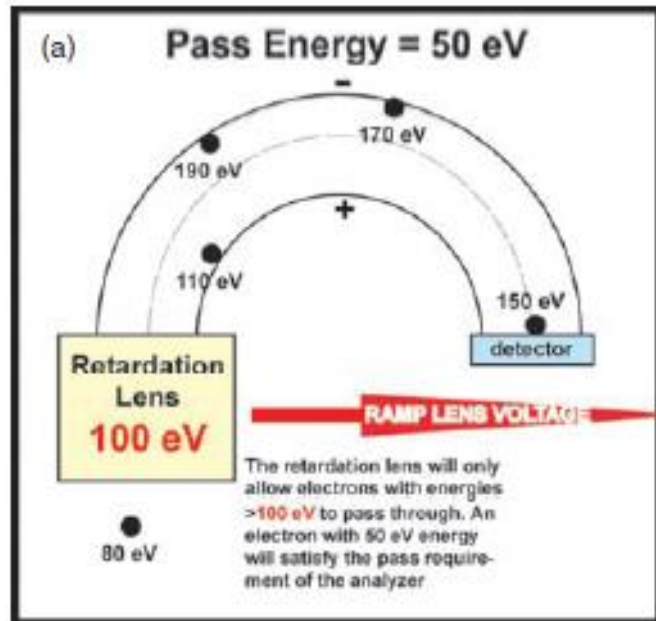 (a)
Pass Energy = 50 eV
-
170 eV
190 eV
+
110 eV
150 eV
detector
Retardation
Lens
100 eV
RAMP LENS VOLTAGE
The retardation lens will only
allow electrons with energies
>100 eV to pass through. An
electron with 50 eV energy
will satisfy the pass require-
ment of the analyzer
80 eV